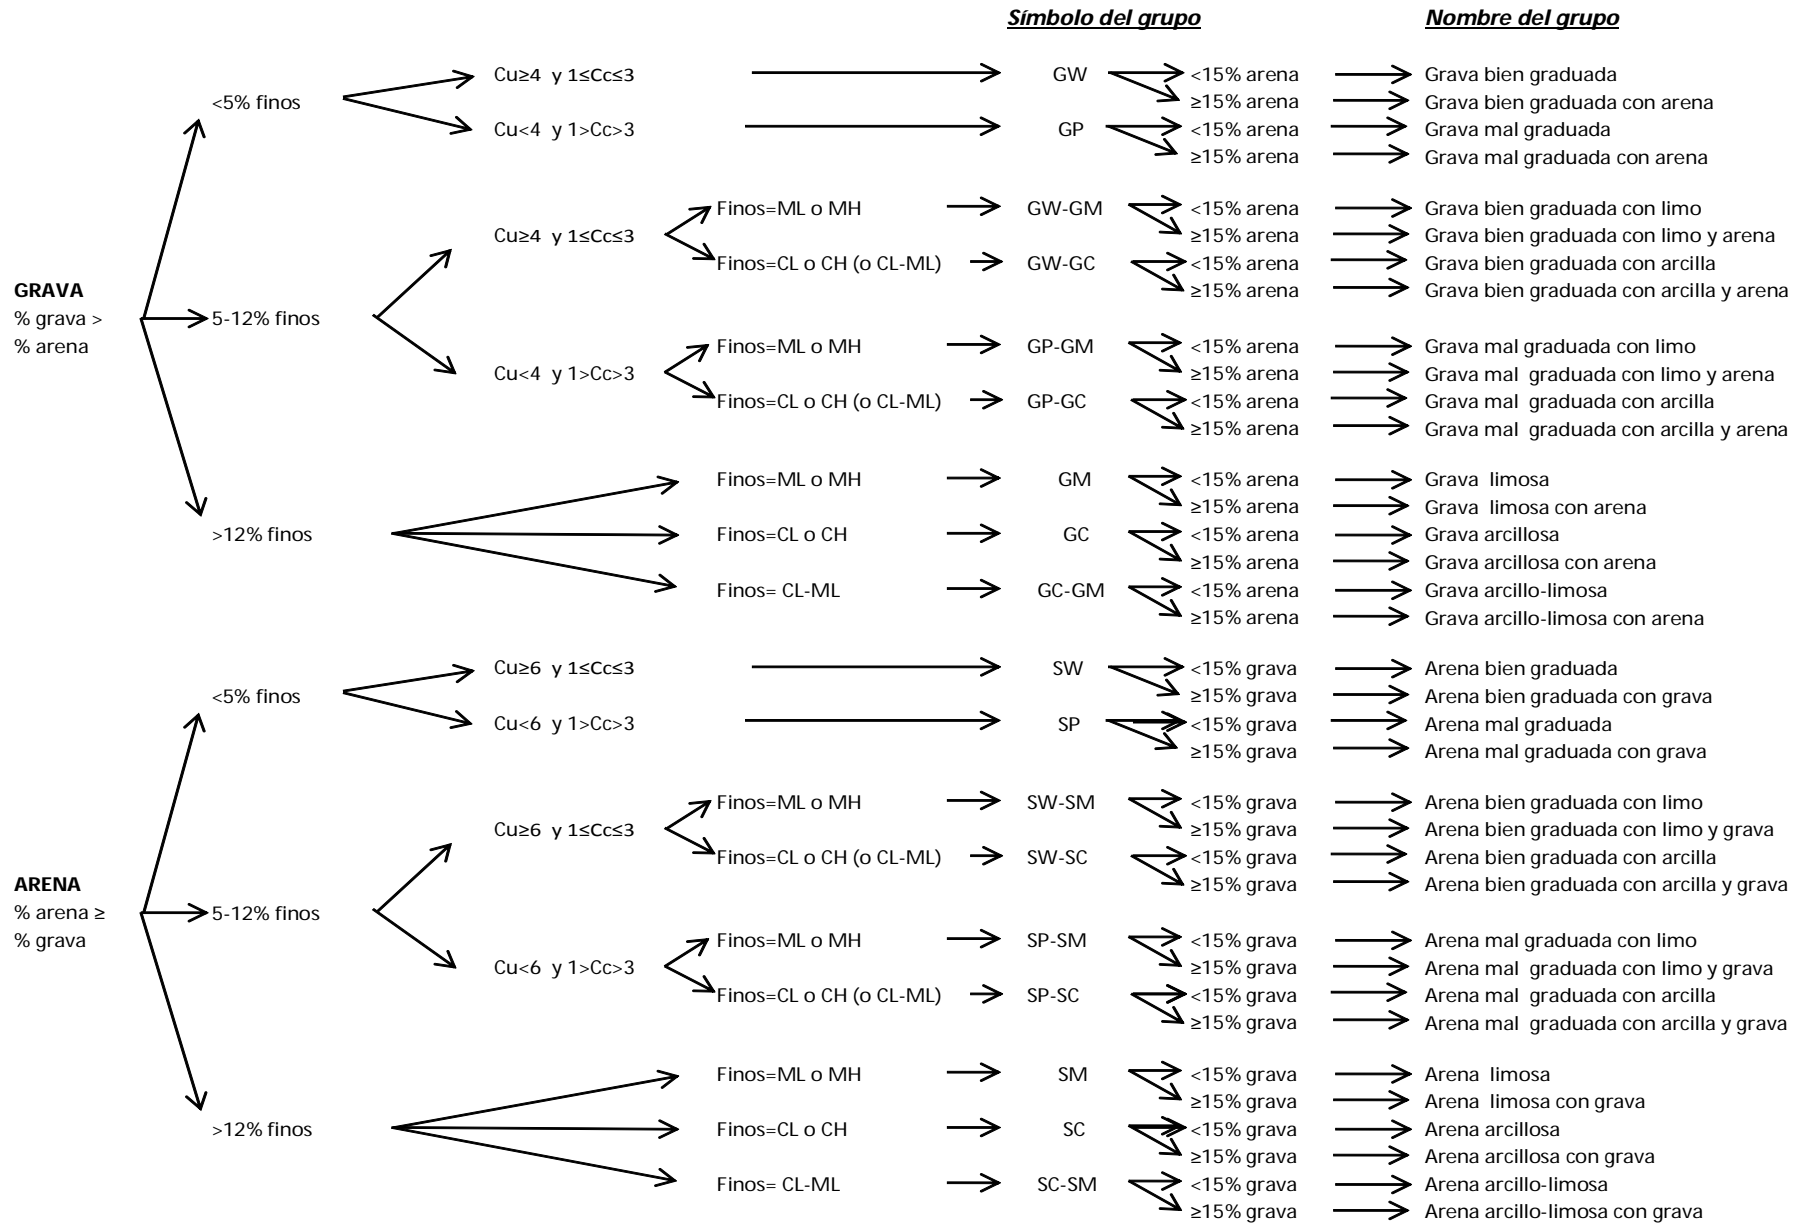 Símbolo del grupo Nombre del grupo
Cu≥4 y 1≤Cc≤3 GW <15% arena Grava bien graduada
<5% finos ≥15% arena Grava bien graduada con arena
Cu<4 y 1>Cc>3 GP <15% arena Grava mal graduada
≥15% arena Grava mal graduada con arena
Finos=ML o MH GW-GM <15% arena Grava bien graduada con limo
Cu≥4 y 1≤Cc≤3 ≥15% arena Grava bien graduada con limo y arena
Finos=CL o CH (o CL-ML) GW-GC <15% arena Grava bien graduada con arcilla
GRAVA ≥15% arena Grava bien graduada con arcilla y arena
% grava > 5-12% finos
% arena Finos=ML o MH GP-GM <15% arena Grava mal graduada con limo
Cu<4 y 1>Cc>3 ≥15% arena Grava mal graduada con limo y arena
Finos=CL o CH (o CL-ML) GP-GC <15% arena Grava mal graduada con arcilla
≥15% arena Grava mal graduada con arcilla y arena
Finos=ML o MH GM <15% arena Grava limosa
≥15% arena Grava limosa con arena
>12% finos Finos=CL o CH GC <15% arena Grava arcillosa
≥15% arena Grava arcillosa con arena
Finos= CL-ML GC-GM <15% arena Grava arcillo-limosa
≥15% arena Grava arcillo-limosa con arena
Cu≥6 y 1≤Cc≤3 SW <15% grava Arena bien graduada
<5% finos ≥15% grava Arena bien graduada con grava
Cu<6 y 1>Cc>3 SP <15% grava Arena mal graduada
≥15% grava Arena mal graduada con grava
Finos=ML o MH SW-SM <15% grava Arena bien graduada con limo
Cu≥6 y 1≤Cc≤3 ≥15% grava Arena bien graduada con limo y grava
Finos=CL o CH (o CL-ML) SW-SC <15% grava Arena bien graduada con arcilla
ARENA ≥15% grava Arena bien graduada con arcilla y grava
% arena ≥ 5-12% finos
% grava Finos=ML o MH SP-SM <15% grava Arena mal graduada con limo
Cu<6 y 1>Cc>3 ≥15% grava Arena mal graduada con limo y grava
Finos=CL o CH (o CL-ML) SP-SC <15% grava Arena mal graduada con arcilla
≥15% grava Arena mal graduada con arcilla y grava
Finos=ML o MH SM <15% grava Arena limosa
≥15% grava Arena limosa con grava
>12% finos Finos=CL o CH SC <15% grava Arena arcillosa
≥15% grava Arena arcillosa con grava
Finos= CL-ML SC-SM <15% grava Arena arcillo-limosa
≥15% grava Arena arcillo-limosa con grava